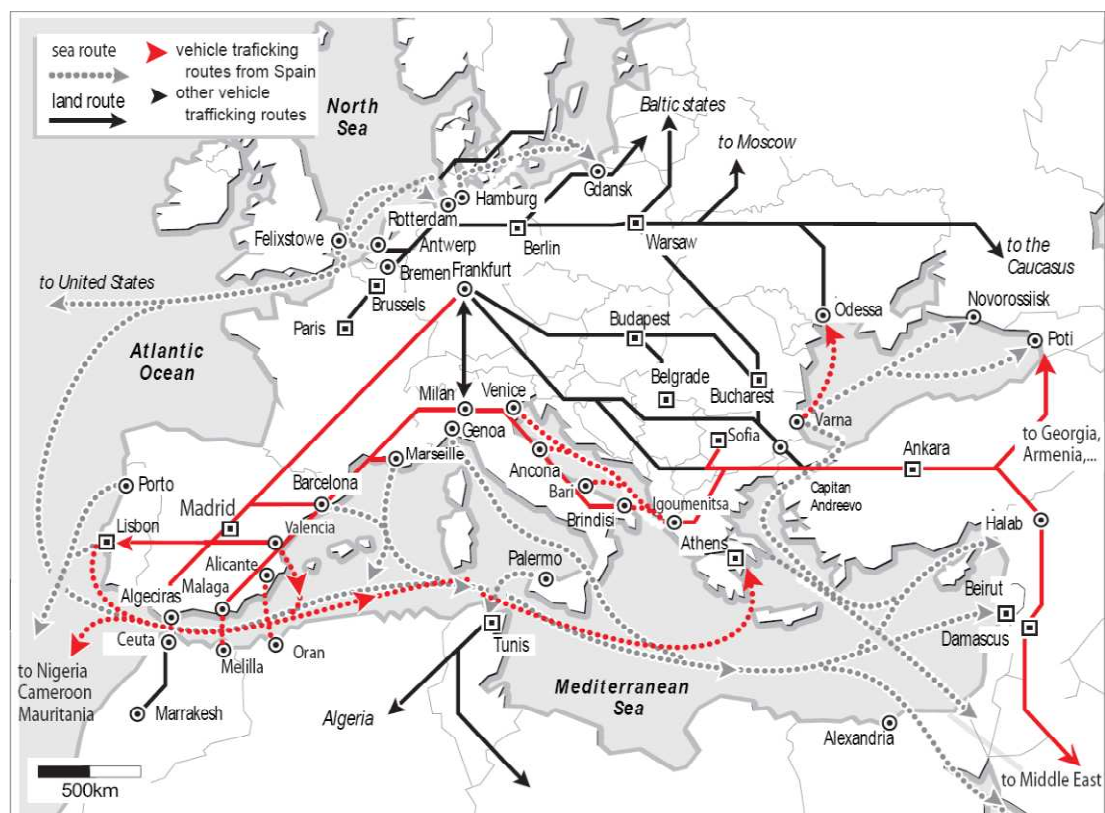 sea route
vehicle traficking
routes from Spain
land route
other vehicle
trafficking routes
North
Sea
Baltic states
to Moscow
Gdansk
Hamburg
Rotterdam
Felixstowe
Antwerp
Berlin
Warsaw
to the
Caucasus
Bremen
Frankfurt
to United States
Brussels
Novorossiisk
Paris
Odessa
Budapest
Poti
Atlantic
Ocean
Belgrade
Milan
Venice
Bucharest
Varna
Genoa
Sofia
to Georgia,
Armenia,...
Marseille
Ancona
Ankara
Porto
Barcelona
Bari
Capitan
Andreevo
Igoumenitsa
Madrid
Lisbon
Valencia
Brindisi
Halab
Athens
Alicante
Palermo
Malaga
Algeciras
Beirut
Ceuta
Damascus
Tunis
Oran
Melilla
to Nigeria
Cameroon
Mauritania
Mediterranean
Sea
Marrakesh
Algeria
Alexandria
500km
to Middle East